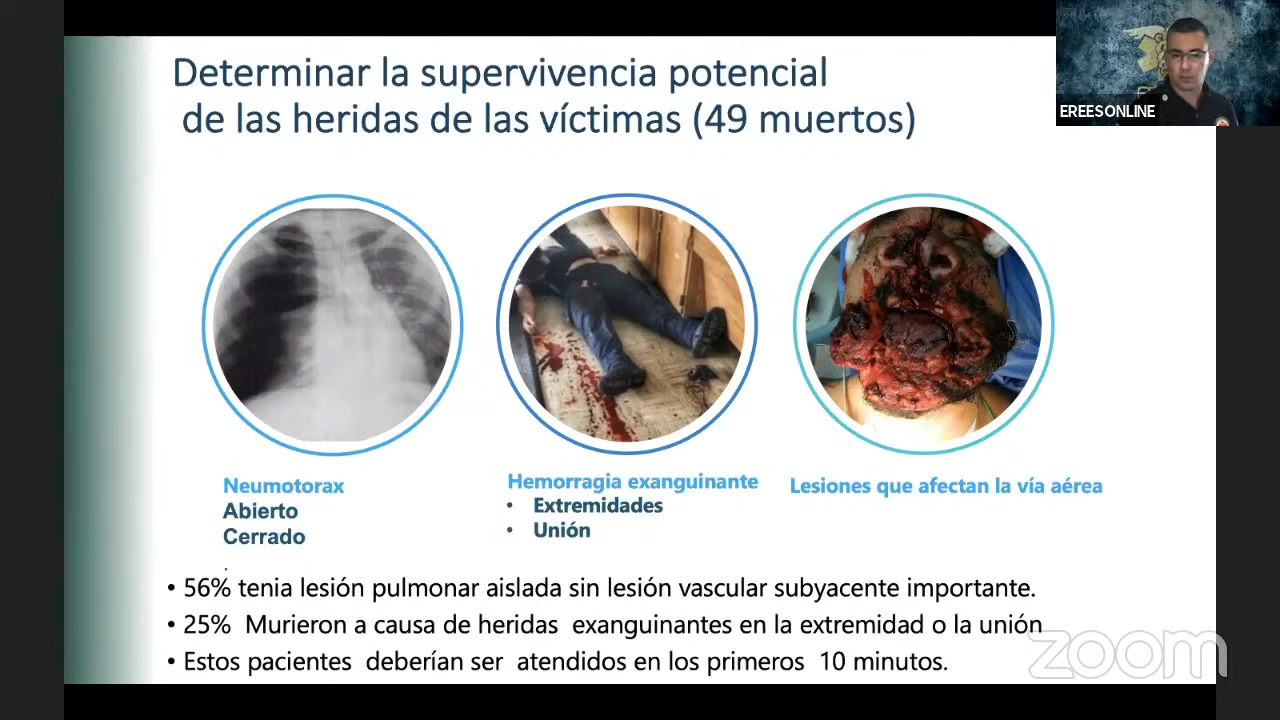 Determinar la supervivencia potencial
de las heridas de las víctimas (49 muertos)
EREESONLINE
Neumotorax
Abierto
Cerrado
.
Hemorragia exanguinante
• Extremidades
• Unión
Lesiones que afectan la vía aérea
• 56% tenia lesión pulmonar aislada sin lesión vascular subyacente importante.
• 25% Murieron a causa de heridas exanguinantes en la extremidad o la unión
• Estos pacientes deberían ser atendidos en los primeros 10 minutos.
zoom